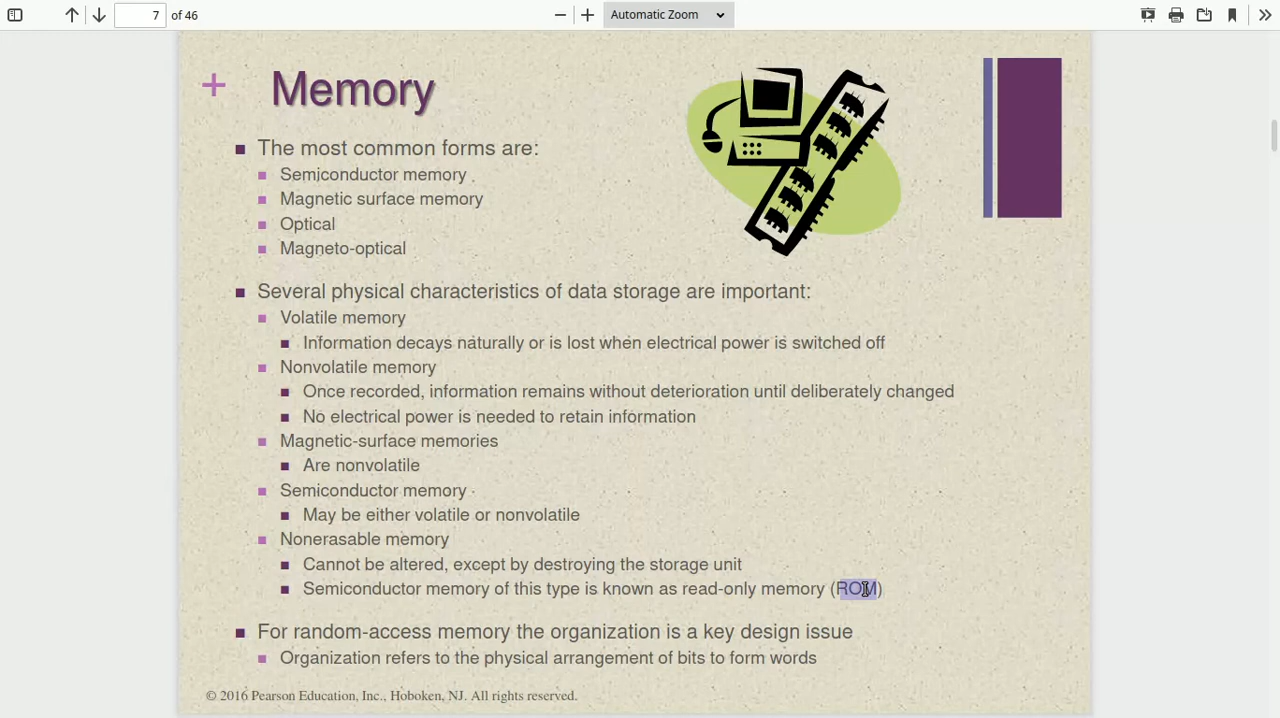 7 of 46 Automatic Zoom
+ Memory
The most common forms are:
Semiconductor memory
Magnetic surface memory
Optical
Magneto-optical
Several physical characteristics of data storage are important:
Volatile memory
Information decays naturally or is lost when electrical power is switched off
Nonvolatile memory
Once recorded, information remains without deterioration until deliberately changed
No electrical power is needed to retain information
Magnetic-surface memories
Are nonvolatile
Semiconductor memory
May be either volatile or nonvolatile
Nonerasable memory
Cannot be altered, except by destroying the storage unit
Semiconductor memory of this type is known as read-only memory (ROM)
For random-access memory the organization is a key design issue
Organization refers to the physical arrangement of bits to form words
© 2016 Pearson Education, Inc., Hoboken, NJ. All rights reserved.